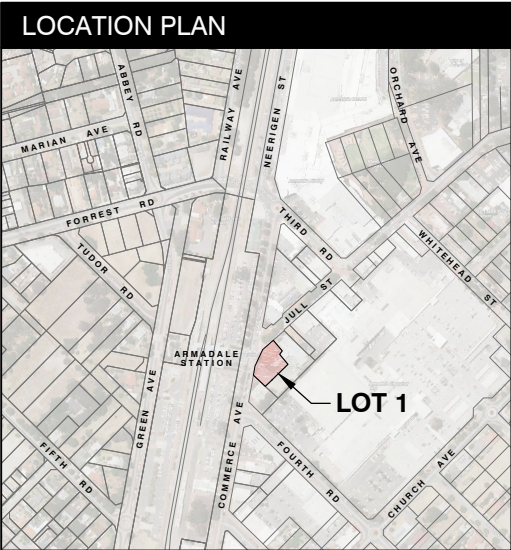 LOCATION PLAN
ABBEY RD
RAILWAY AVE
NEERIGEN ST
ORCHARD AVE
MARIAN AVE
FORREST RD
THIRD RD
WHITEHEAD ST
TUDOR RD
JULL ST
ARMADALE
STATION
LOT 1
GREEN AVE
COMMERCE AVE
FIFTH RD
FOURTH RD
CHURCH AVE